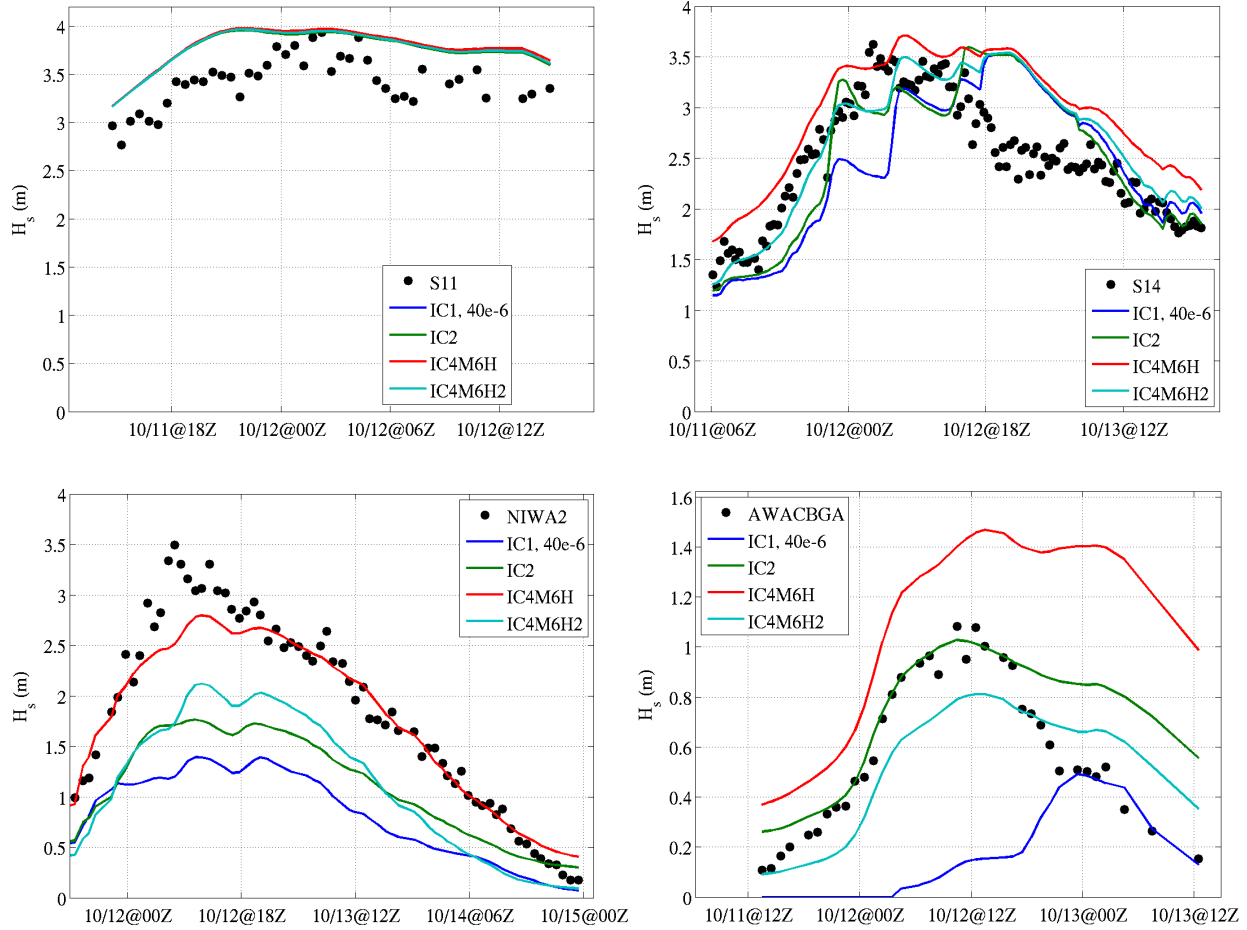 4
3.5
3
2.5
2
1.5
1
0.5
0
H_s (m)
S11
IC1, 40e-6
IC2
IC4M6H
IC4M6H2
10/11@18Z
10/12@00Z
10/12@06Z
10/12@12Z
4
3.5
3
2.5
2
1.5
1
0.5
0
H_s (m)
S14
IC1, 40e-6
IC2
IC4M6H
IC4M6H2
10/11@06Z
10/12@00Z
10/12@18Z
10/13@12Z
4
3.5
3
2.5
2
1.5
1
0.5
0
H_s (m)
NIWA2
IC1, 40e-6
IC2
IC4M6H
IC4M6H2
10/12@00Z
10/12@18Z
10/13@12Z
10/14@06Z
10/15@00Z
1.6
1.4
1.2
1
0.8
0.6
0.4
0.2
0
H_s (m)
AWACBGA
IC1, 40e-6
IC2
IC4M6H
IC4M6H2
10/11@12Z
10/12@00Z
10/12@12Z
10/13@00Z
10/13@12Z